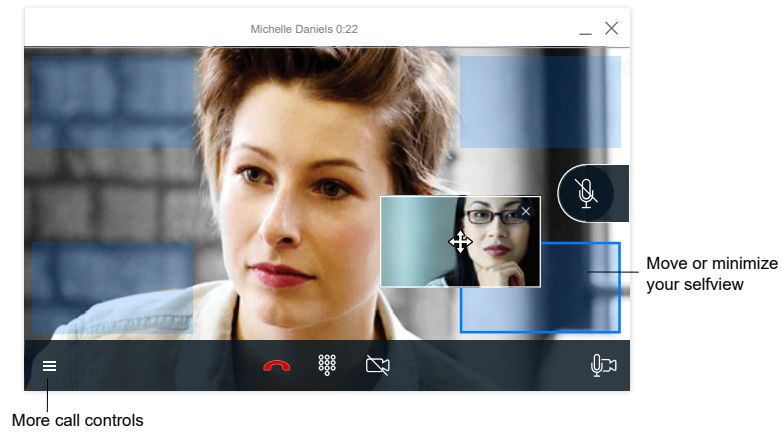 Michelle Daniels 0:22
Move or minimize
your selfview
More call controls